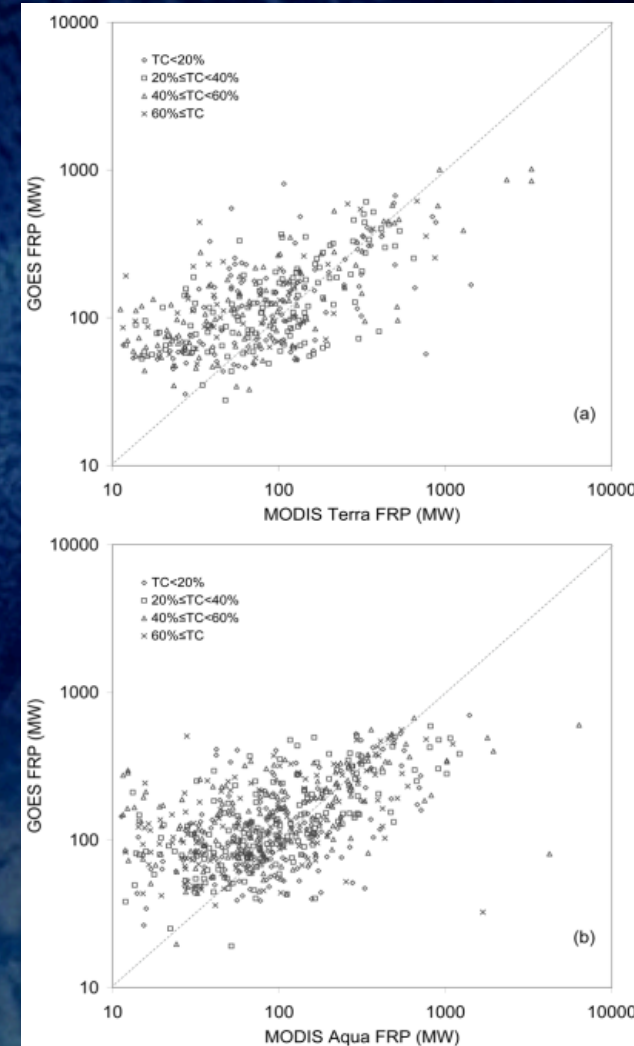 10000
TC<20%
20%≤TC<40%
40%≤TC<60%
60%≤TC
1000
GOES FRP (MW)
100
(a)
10
10 100 1000 10000
MODIS Terra FRP (MW)
10000
TC<20%
20%≤TC<40%
40%≤TC<60%
60%≤TC
1000
GOES FRP (MW)
100
(b)
10
10 100 1000 10000
MODIS Aqua FRP (MW)